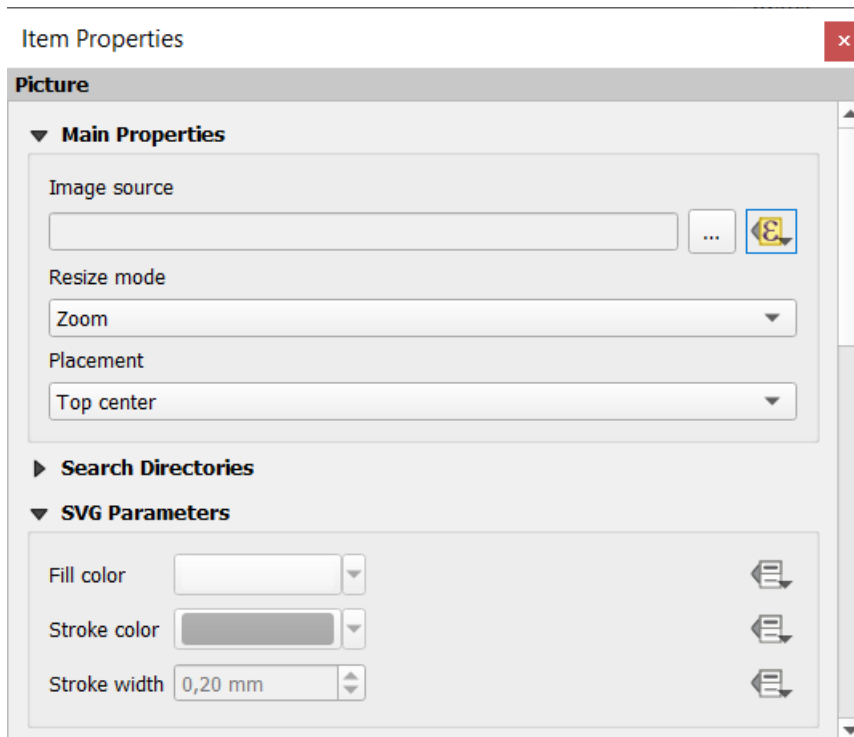 Item Properties
Picture
Main Properties
Image source
...
ε
Resize mode
Zoom
Placement
Top center
Search Directories
SVG Parameters
Fill color
Stroke color
Stroke width 0,20 mm